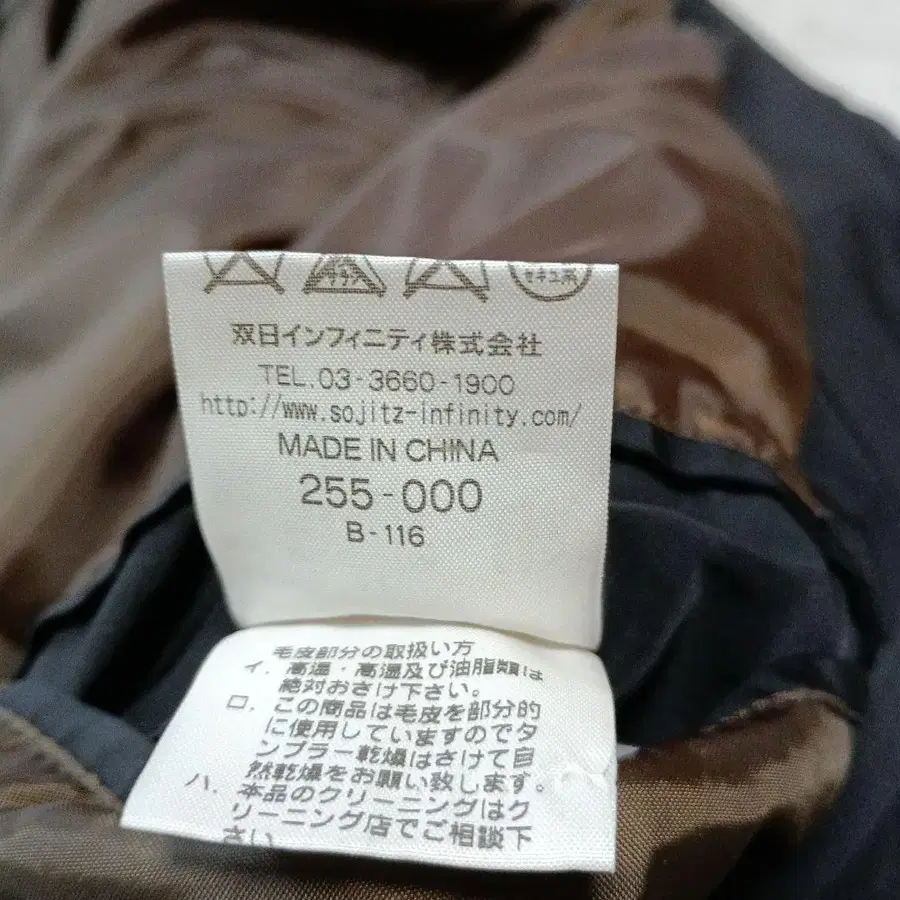 セキユ系
双日インフィニティ株式会社
TEL.03-3660-1900
http://www.sojitz-infinity.com/
MADE IN CHINA
255-000
B-116
毛皮部分の取扱い方
イ. 高温・高湿及び油脂類は
絶対おさけ下さい。
ロ. この商品は毛皮を部分的
に使用していますのでタ
ンブラー乾燥はさけて自
然乾燥をお願い致します。
ハ. 本品のクリーニングはク
リーニング店でご相談下
さい